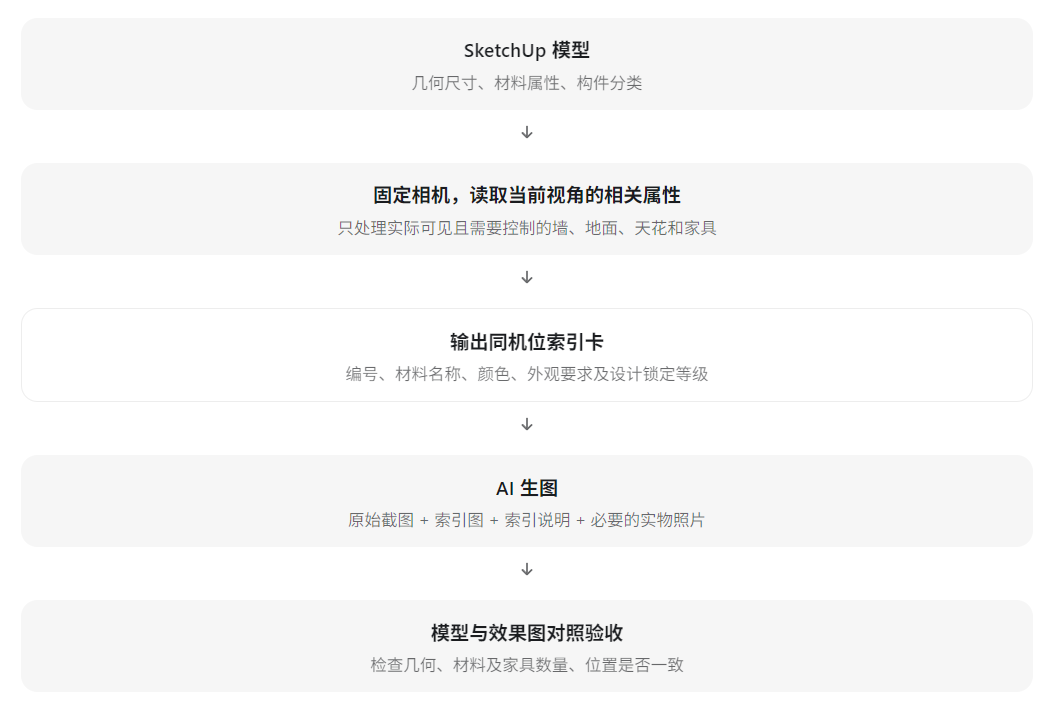 SketchUp 模型
几何尺寸、材料属性、构件分类
↓
固定相机，读取当前视角的相关属性
只处理实际可见且需要控制的墙、地面、天花和家具
↓
输出同机位索引卡
编号、材料名称、颜色、外观要求及设计锁定等级
↓
AI 生图
原始截图 + 索引图 + 索引说明 + 必要的实物照片
↓
模型与效果图对照验收
检查几何、材料及家具数量、位置是否一致